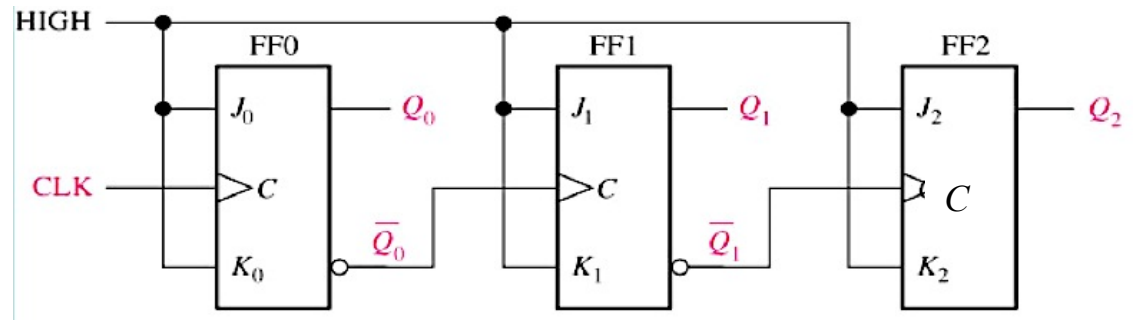 HIGH
FF0 FF1 FF2
J₀ Q₀ J₁ Q₁ J₂ Q₂
CLK C C C
Q̅₀ Q̅₁
K₀ K₁ K₂